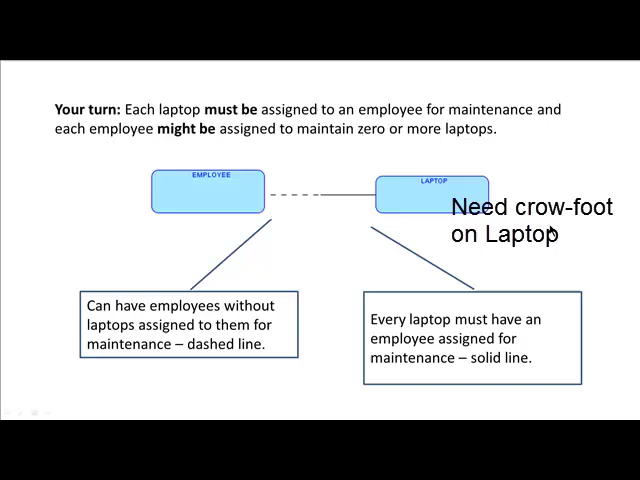 Your turn: Each laptop must be assigned to an employee for maintenance and
each employee might be assigned to maintain zero or more laptops.
EMPLOYEE
LAPTOP
Need crow-foot
on Laptop
Can have employees without
laptops assigned to them for
maintenance – dashed line.
Every laptop must have an
employee assigned for
maintenance – solid line.